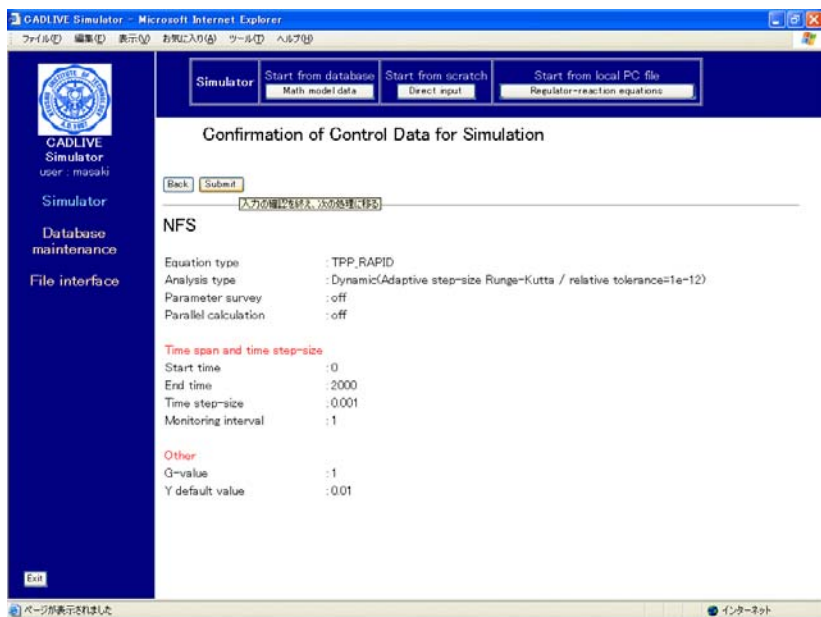 CADLIVE Simulator - Microsoft Internet Explorer
ファイル(F) 編集(E) 表示(V) お気に入り(A) ツール(T) ヘルプ(H)
Simulator
Start from database
Math model data
Start from scratch
Direct input
Start from local PC file
Regulator-reaction equations
CADLIVE
Simulator
user : masaki
Simulator
Database
maintenance
File interface
Exit
Confirmation of Control Data for Simulation
Back Submit
入力の確認を終え、次の処理に移る
NFS
Equation type : TPP_RAPID
Analysis type : Dynamic(Adaptive step-size Runge-Kutta / relative tolerance=1e-12)
Parameter survey : off
Parallel calculation : off
Time span and time step-size
Start time : 0
End time : 2000
Time step-size : 0.001
Monitoring interval : 1
Other
G-value : 1
Y default value : 0.01
ページが表示されました インターネット